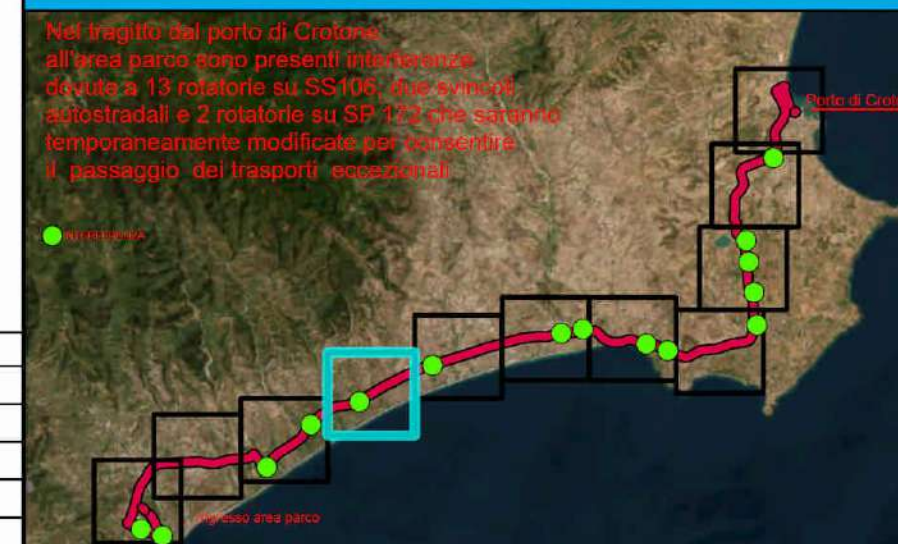 Nel tragitto dal porto di Crotone
all'area parco sono presenti interferenze
dovute a 13 rotatorie su SS106, due svincoli
autostradali e 2 rotatorie su SP 172 che saranno
temporaneamente modificate per consentire
il passaggio dei trasporti eccezionali
Porto di Croto
INTERFERENZA
Ingresso area parco